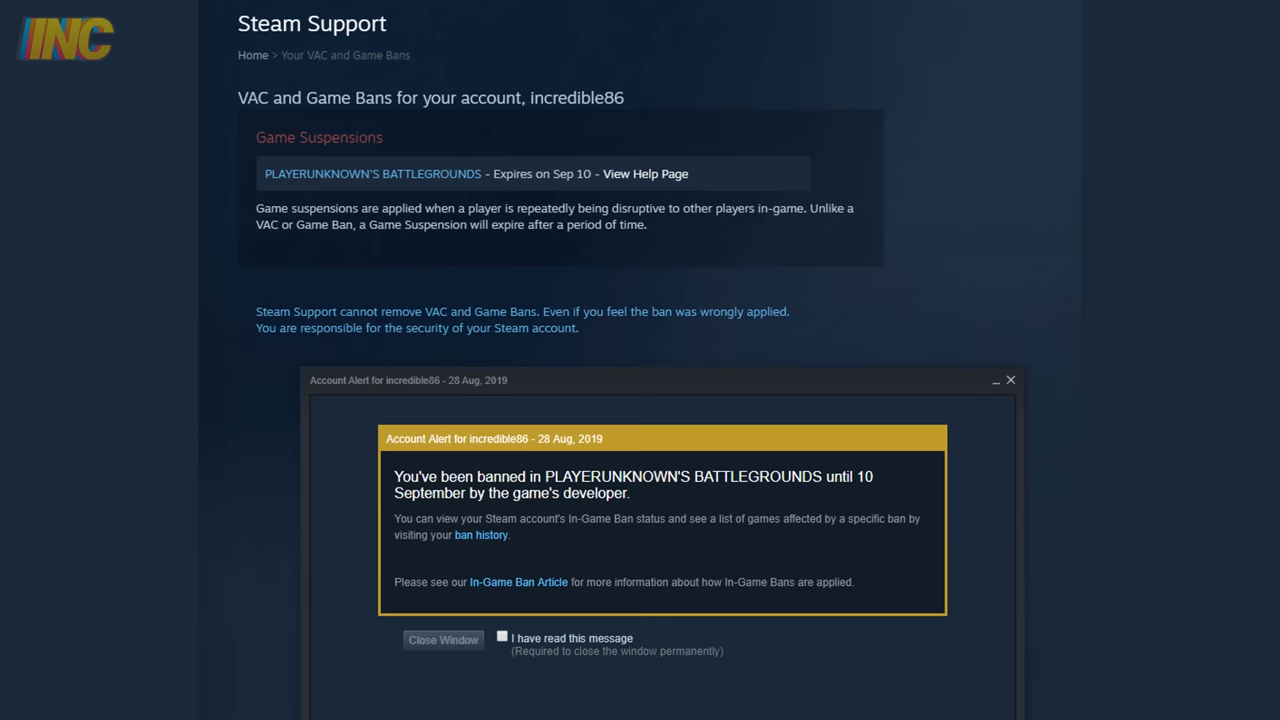 INC
Steam Support
Home > Your VAC and Game Bans
VAC and Game Bans for your account, incredible86
Game Suspensions
PLAYERUNKNOWN'S BATTLEGROUNDS - Expires on Sep 10 - View Help Page
Game suspensions are applied when a player is repeatedly being disruptive to other players in-game. Unlike a
VAC or Game Ban, a Game Suspension will expire after a period of time.
Steam Support cannot remove VAC and Game Bans. Even if you feel the ban was wrongly applied.
You are responsible for the security of your Steam account.
Account Alert for incredible86 - 28 Aug, 2019
Account Alert for incredible86 - 28 Aug, 2019
You've been banned in PLAYERUNKNOWN'S BATTLEGROUNDS until 10
September by the game's developer.
You can view your Steam account's In-Game Ban status and see a list of games affected by a specific ban by
visiting your ban history.
Please see our In-Game Ban Article for more information about how In-Game Bans are applied.
Close Window
I have read this message
(Required to close the window permanently)